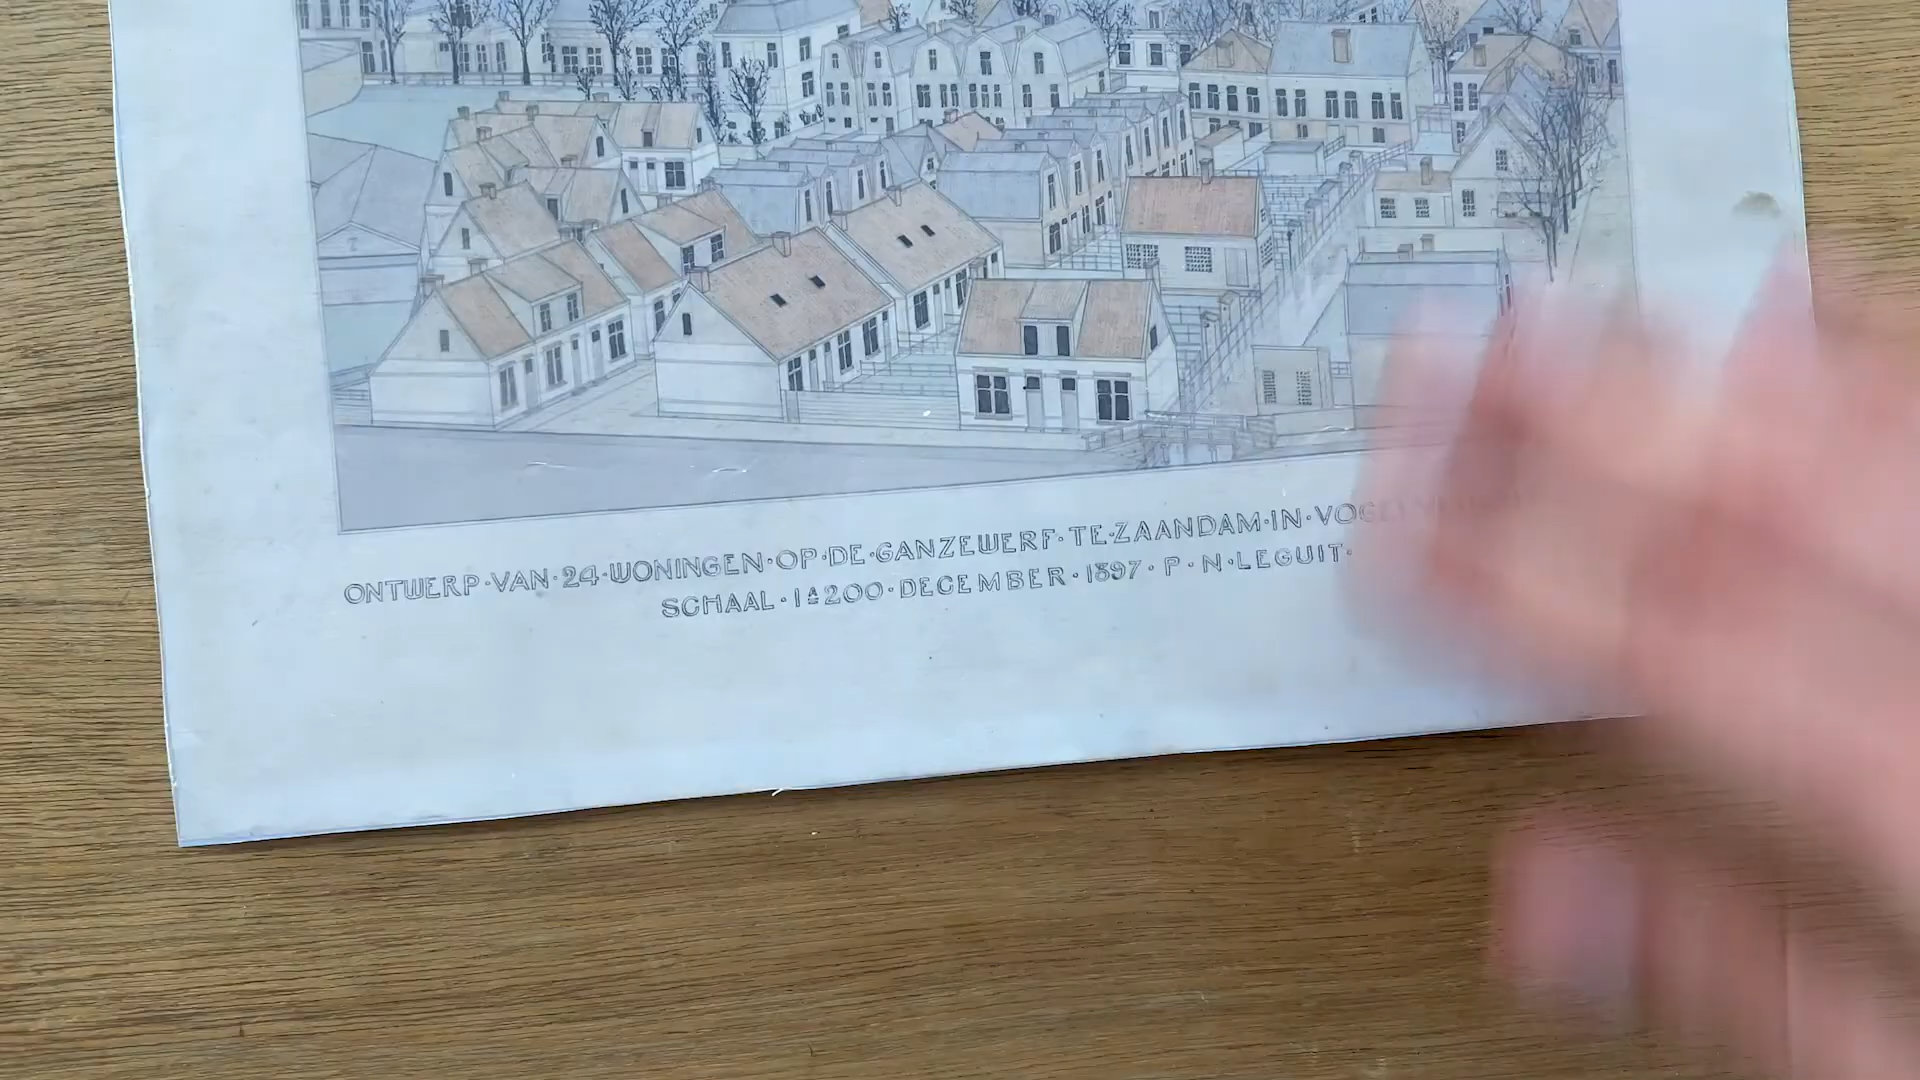 ONTWERP·VAN·24·WONINGEN·OP·DE·GANZEWERF·TE·ZAANDAM·IN
SCHAAL·1 À 200·DECEMBER·1897·P·N·LEGUIT·